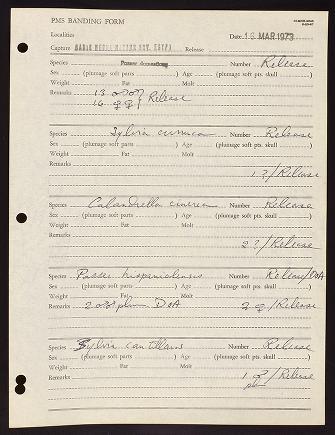 PMS BANDING FORM
Localities Date 16 MAR 1973
Capture Release
Species Passer domesticus Number Release
Sex (plumage soft parts ) Age (plumage soft pts. skull )
Weight Fat Molt
Remarks 13 ♂♂
16 ♀♀ } Release
Species Sylvia curruca Number Release
Sex (plumage soft parts ) Age (plumage soft pts. skull )
Weight Fat Molt
Remarks
1 ? / Release
Species Calandrella cinerea Number Release
Sex (plumage soft parts ) Age (plumage soft pts. skull )
Weight Fat Molt
Remarks
2 ? / Release
Species Passer hispaniolensis Number Release/DOA
Sex (plumage soft parts ) Age (plumage soft pts. skull )
Weight Fat Molt
Remarks 2 ♂♂ plum DOA 2 ♀ / Release
Species Sylvia cantillans Number Release
Sex (plumage soft parts ) Age (plumage soft pts. skull )
Weight Fat Molt
Remarks 1 / Release